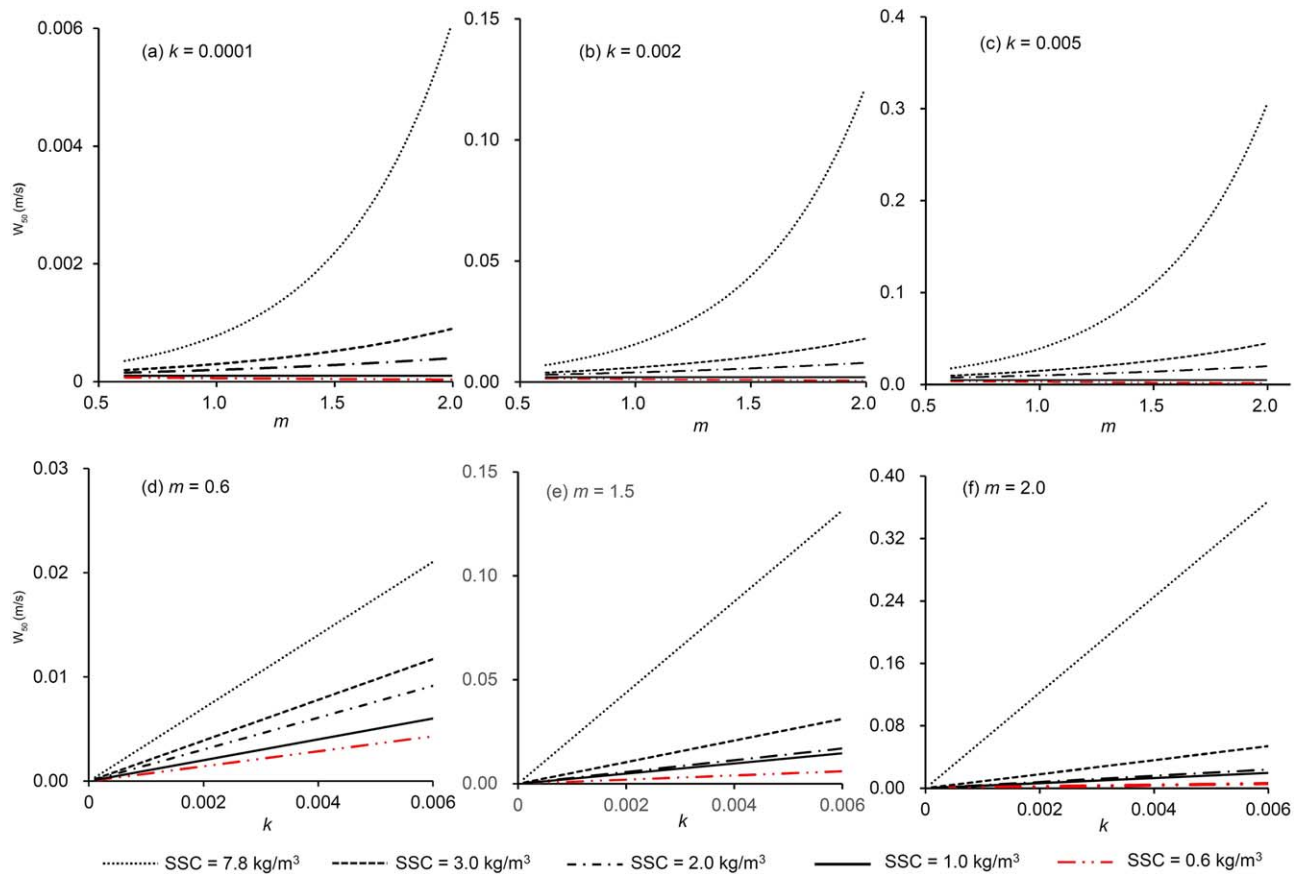 0.006
0.004
0.002
0
0.5
1.0
1.5
2.0
W50 (m/s)
m
(a) k = 0.0001
0.15
0.10
0.05
0.00
0.5
1.0
1.5
2.0
m
(b) k = 0.002
0.4
0.3
0.2
0.1
0.0
0.5
1.0
1.5
2.0
m
(c) k = 0.005
0.03
0.02
0.01
0.00
0
0.002
0.004
0.006
W50 (m/s)
k
(d) m = 0.6
0.15
0.10
0.05
0.00
0
0.002
0.004
0.006
k
(e) m = 1.5
0.40
0.32
0.24
0.16
0.08
0.00
0
0.002
0.004
0.006
k
(f) m = 2.0
SSC = 7.8 kg/m³
SSC = 3.0 kg/m³
SSC = 2.0 kg/m³
SSC = 1.0 kg/m³
SSC = 0.6 kg/m³